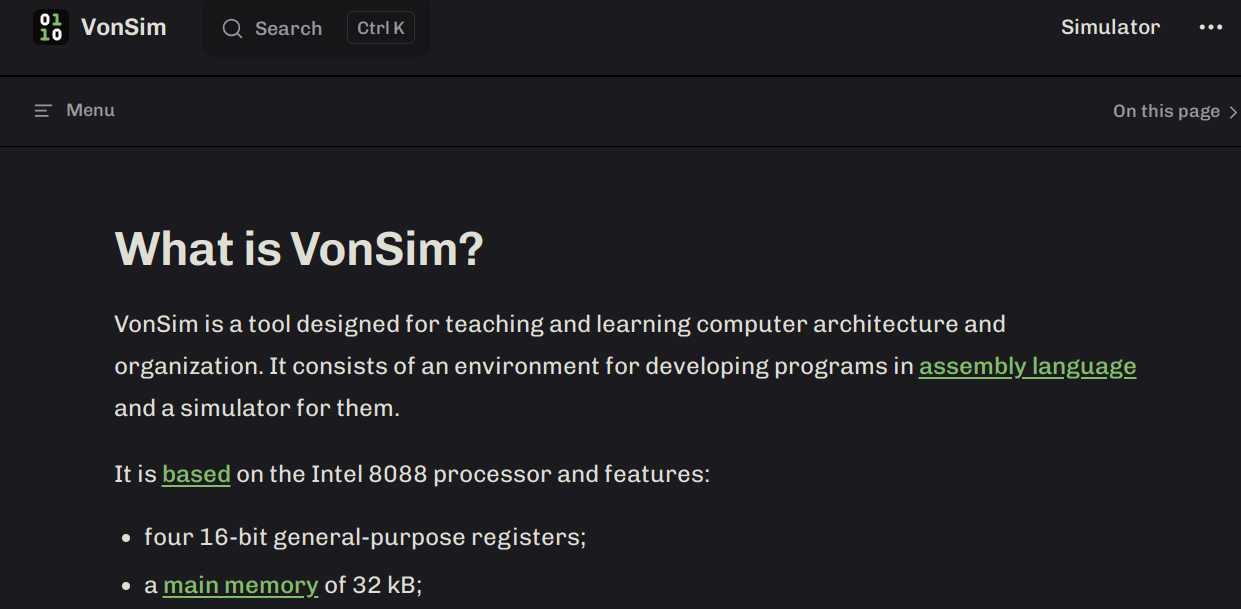 01
10
VonSim
Search
Ctrl K
Simulator
Menu
On this page
What is VonSim?
VonSim is a tool designed for teaching and learning computer architecture and
organization. It consists of an environment for developing programs in assembly language
and a simulator for them.
It is based on the Intel 8088 processor and features:
• four 16-bit general-purpose registers;
• a main memory of 32 kB;